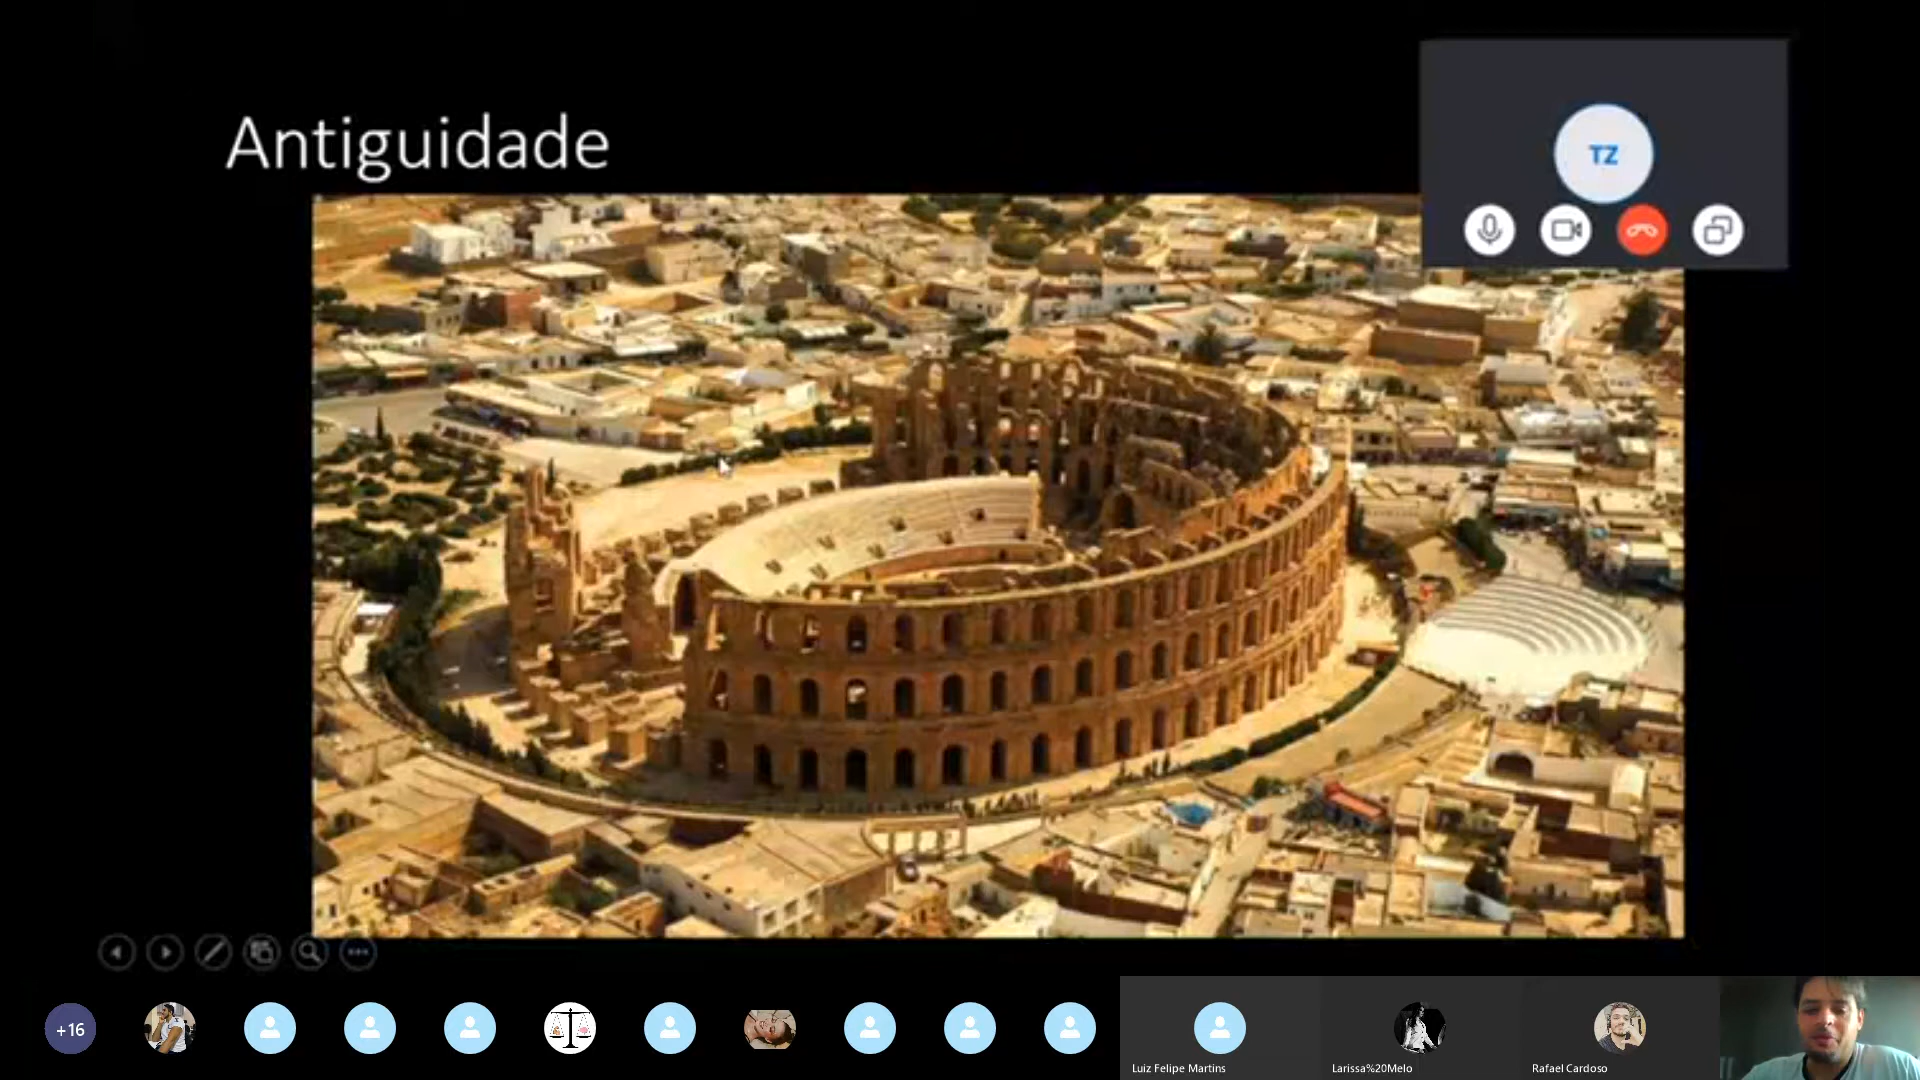 Antiguidade
TZ
+16
Luiz Felipe Martins
Larissa%20Melo
Rafael Cardoso